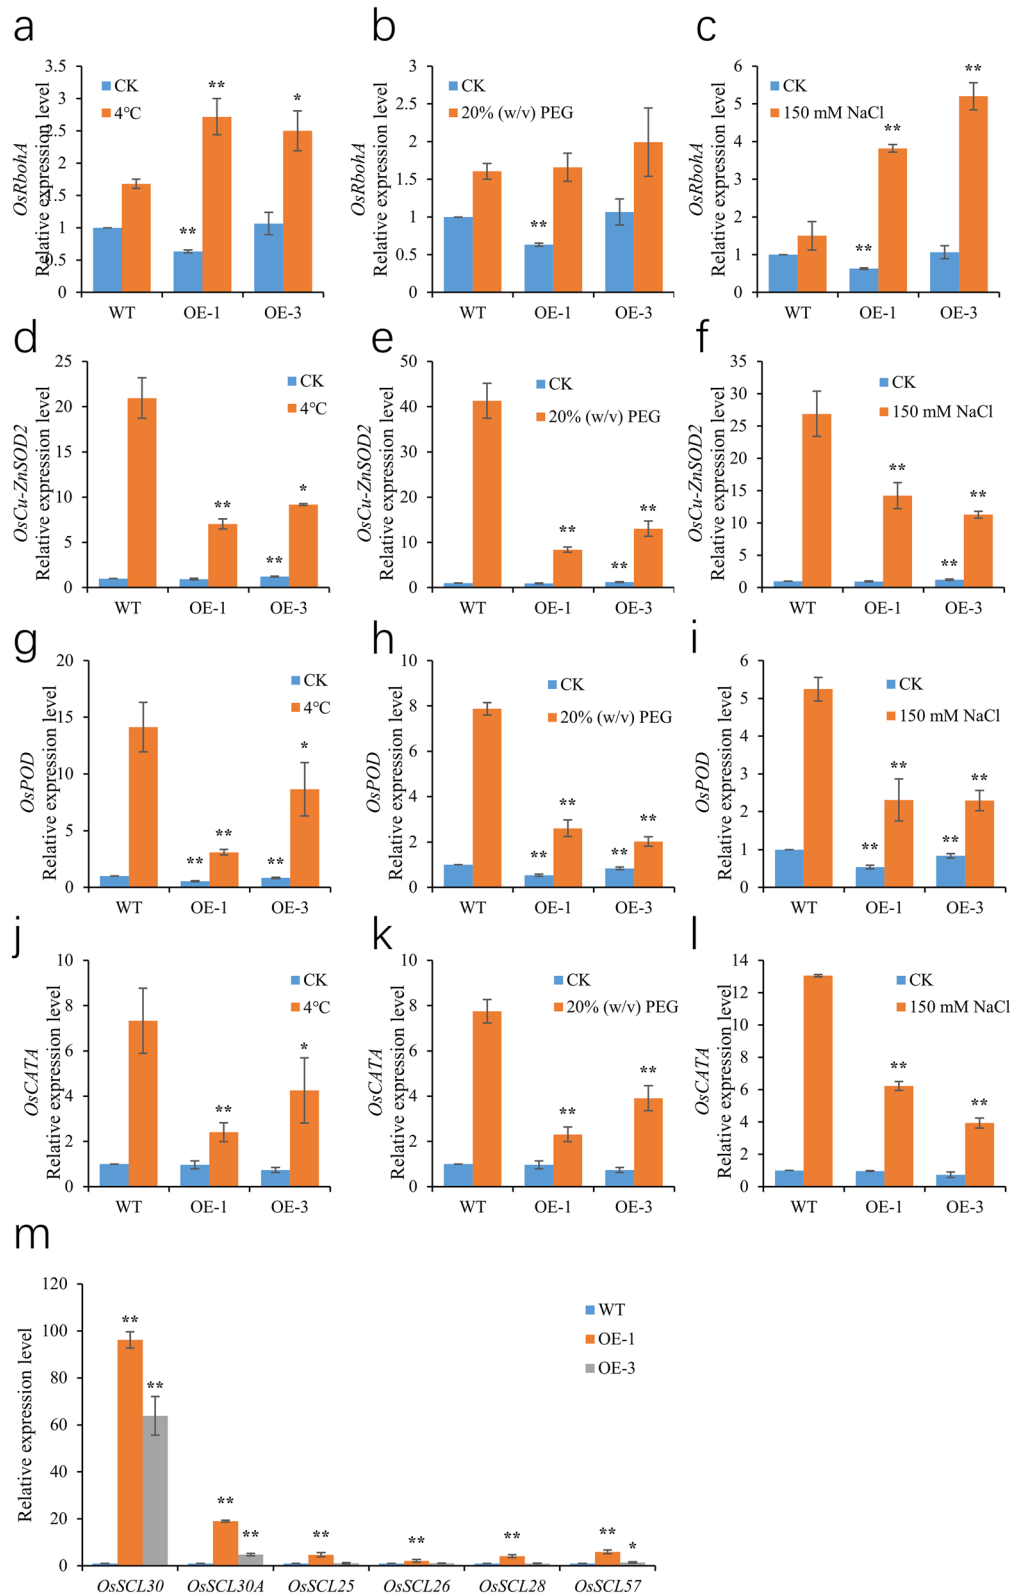 a
OsRbohA
Relative expression level
3.5
3
2.5
2
1.5
1
0.5
0
CK
4°C
**
**
*
WT
OE-1
OE-3
b
OsRbohA
Relative expression level
3
2.5
2
1.5
1
0.5
0
CK
20% (w/v) PEG
**
WT
OE-1
OE-3
c
OsRbohA
Relative expression level
6
5
4
3
2
1
0
CK
150 mM NaCl
**
**
**
WT
OE-1
OE-3
d
OsCu-ZnSOD2
Relative expression level
25
20
15
10
5
0
CK
4°C
**
**
*
WT
OE-1
OE-3
e
OsCu-ZnSOD2
Relative expression level
50
40
30
20
10
0
CK
20% (w/v) PEG
**
**
**
WT
OE-1
OE-3
f
OsCu-ZnSOD2
Relative expression level
35
30
25
20
15
10
5
0
CK
150 mM NaCl
**
**
**
WT
OE-1
OE-3
g
OsPOD
Relative expression level
20
15
10
5
0
CK
4°C
**
**
**
*
WT
OE-1
OE-3
h
OsPOD
Relative expression level
10
8
6
4
2
0
CK
20% (w/v) PEG
**
**
**
**
WT
OE-1
OE-3
i
OsPOD
Relative expression level
6
5
4
3
2
1
0
CK
150 mM NaCl
**
**
**
**
WT
OE-1
OE-3
j
OsCATA
Relative expression level
10
8
6
4
2
0
CK
4°C
**
*
WT
OE-1
OE-3
k
OsCATA
Relative expression level
10
8
6
4
2
0
CK
20% (w/v) PEG
**
**
WT
OE-1
OE-3
l
OsCATA
Relative expression level
14
12
10
8
6
4
2
0
CK
150 mM NaCl
**
**
WT
OE-1
OE-3
m
Relative expression level
120
100
80
60
40
20
0
WT
OE-1
OE-3
**
**
**
**
**
**
**
**
*
OsSCL30
OsSCL30A
OsSCL25
OsSCL26
OsSCL28
OsSCL57